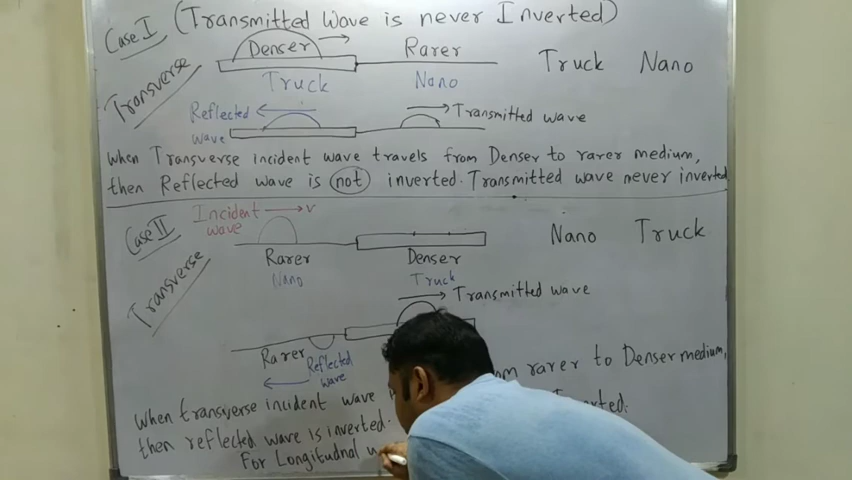 Case I (Transmitted Wave is never Inverted)
Denser Rarer Truck Nano
Transverse
Truck Nano
Reflected wave Transmitted wave
When Transverse incident wave travels from Denser to rarer medium,
then Reflected wave is not inverted. Transmitted wave never inverted
Case II Incident wave v
Nano Truck
Transverse
Rarer Denser
Nano Truck
Transmitted wave
Rarer Reflected wave
When transverse incident wave rarer to Denser medium,
then reflected wave is inverted.
For Longitudnal